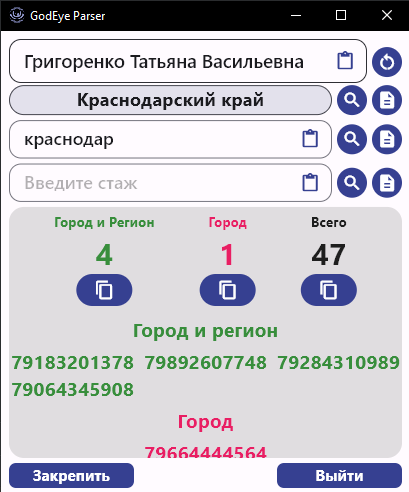 GodEye Parser
Григоренко Татьяна Васильевна
Краснодарский край
краснодар
Введите стаж
Город и Регион Город Всего
4 1 47
Город и регион
79183201378 79892607748 79284310989
79064345908
Город
79664444564
Закрепить Выйти